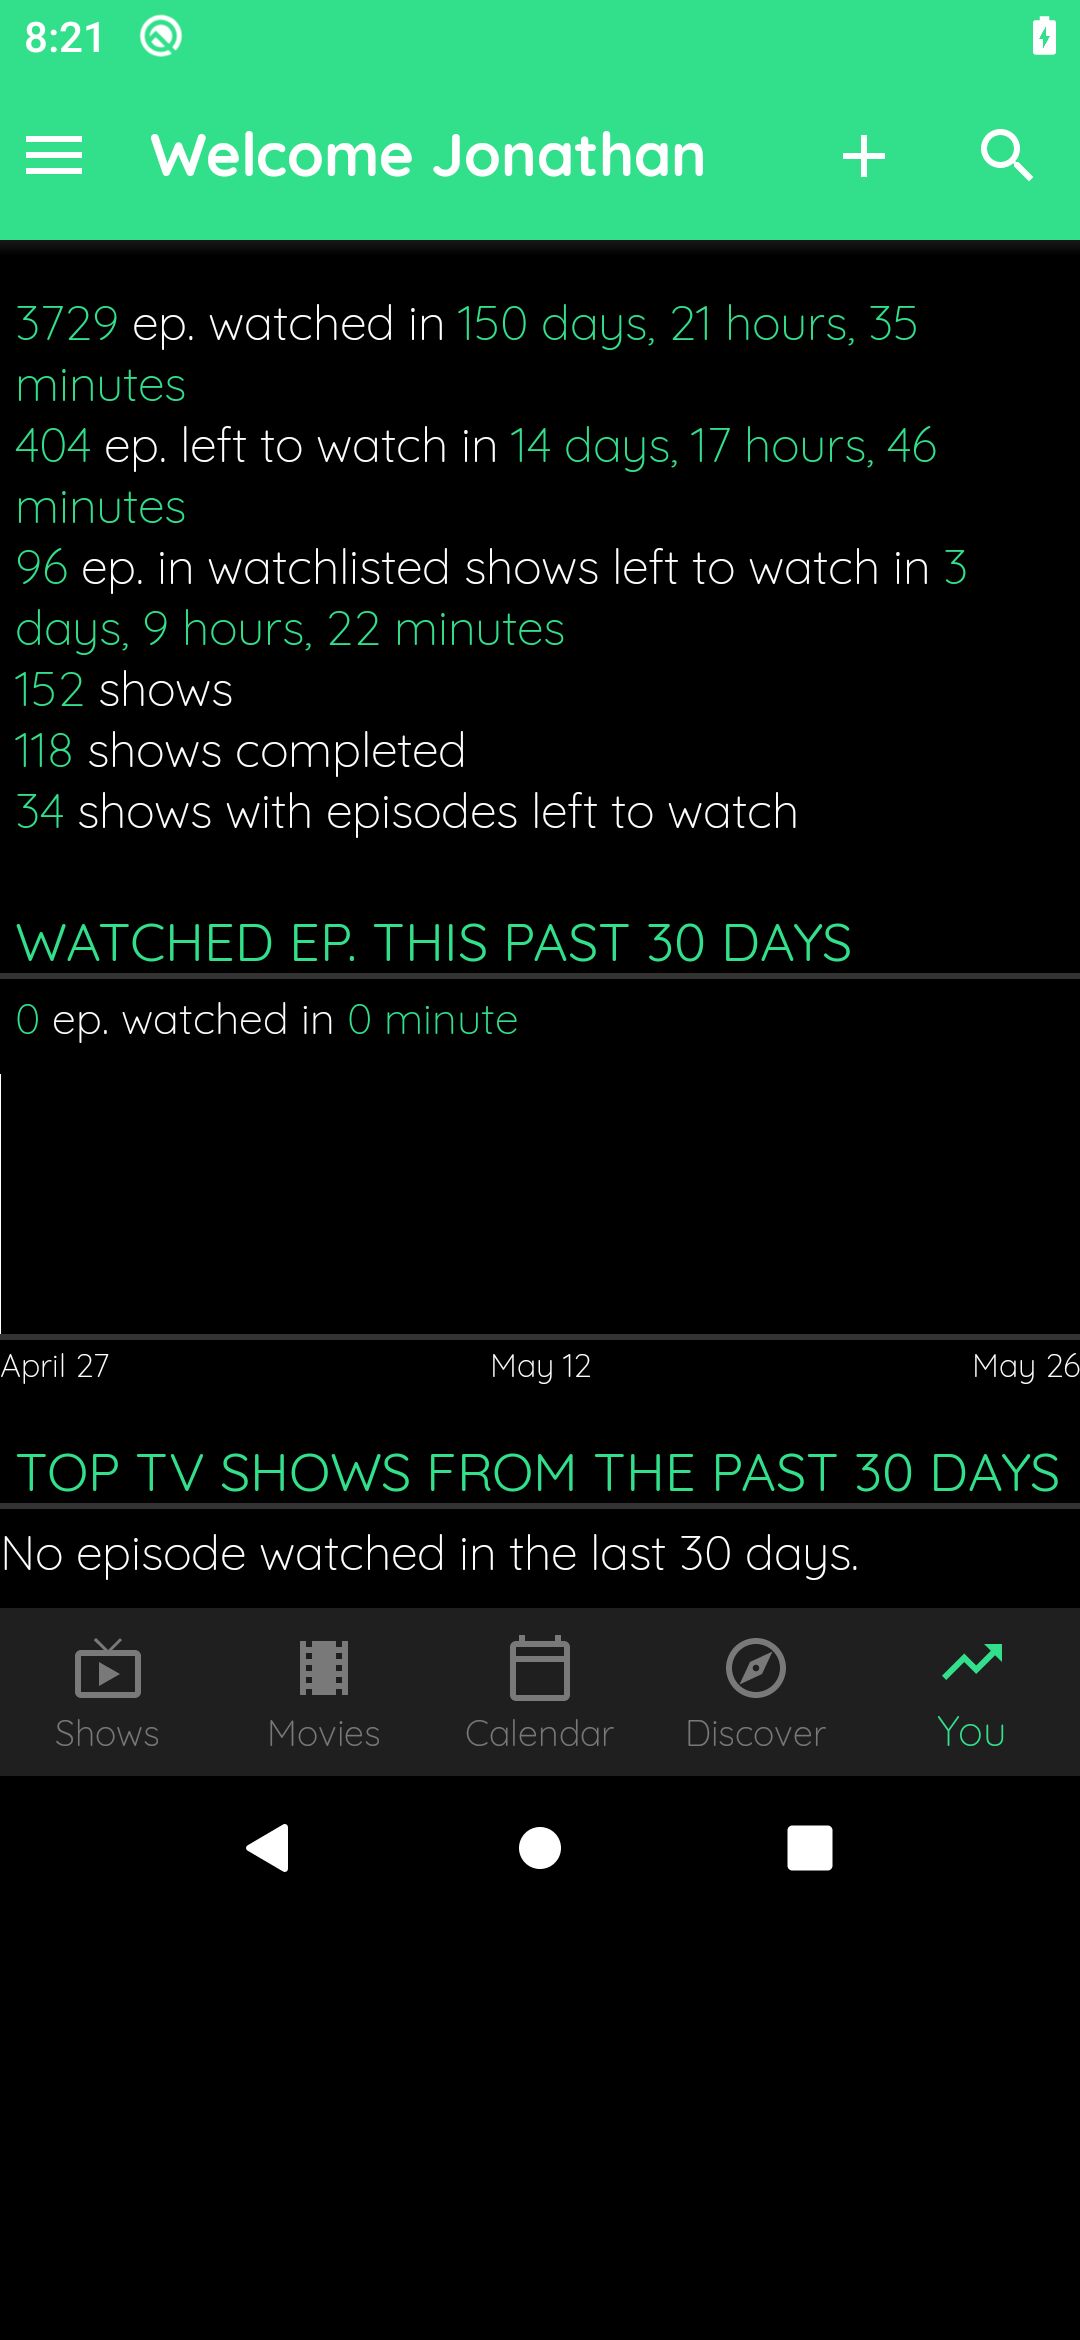 8:21
Welcome Jonathan
3729 ep. watched in 150 days, 21 hours, 35
minutes
404 ep. left to watch in 14 days, 17 hours, 46
minutes
96 ep. in watchlisted shows left to watch in 3
days, 9 hours, 22 minutes
152 shows
118 shows completed
34 shows with episodes left to watch
WATCHED EP. THIS PAST 30 DAYS
0 ep. watched in 0 minute
April 27 May 12 May 26
TOP TV SHOWS FROM THE PAST 30 DAYS
No episode watched in the last 30 days.
Shows Movies Calendar Discover You